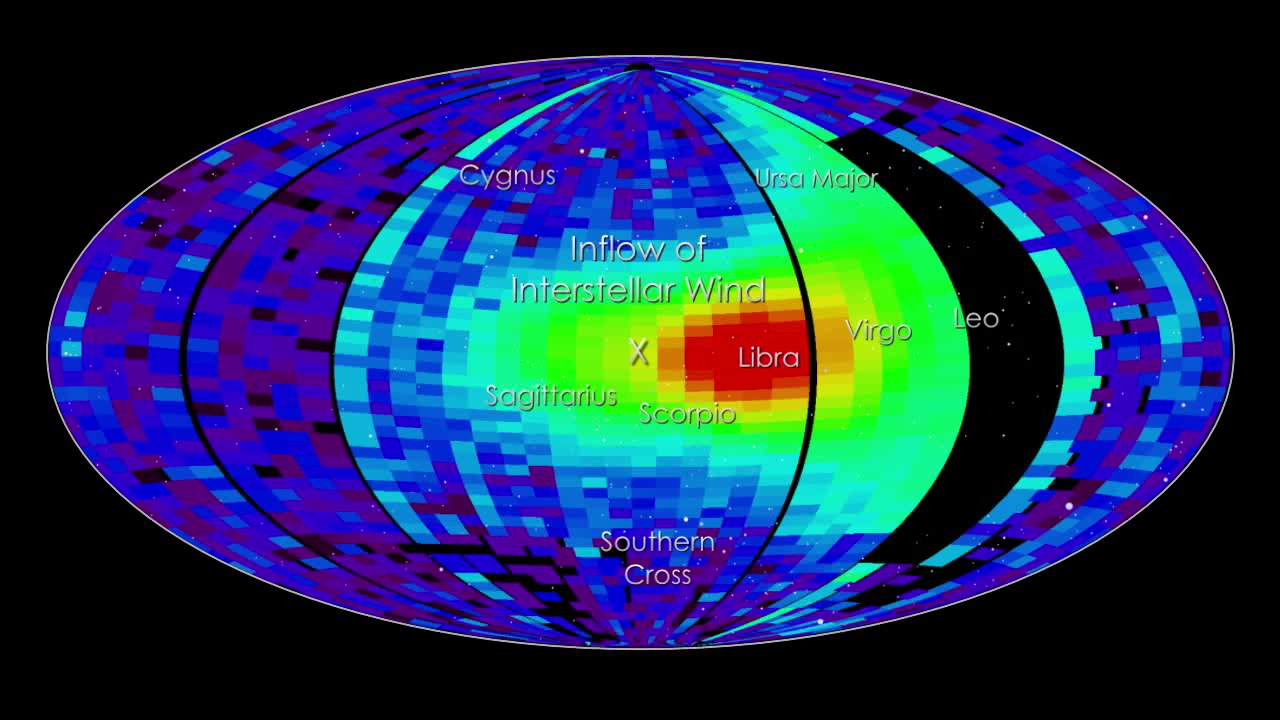 Cygnus
Ursa Major
Inflow of
Interstellar Wind
Leo
Virgo
X
Libra
Sagittarius
Scorpio
Southern
Cross